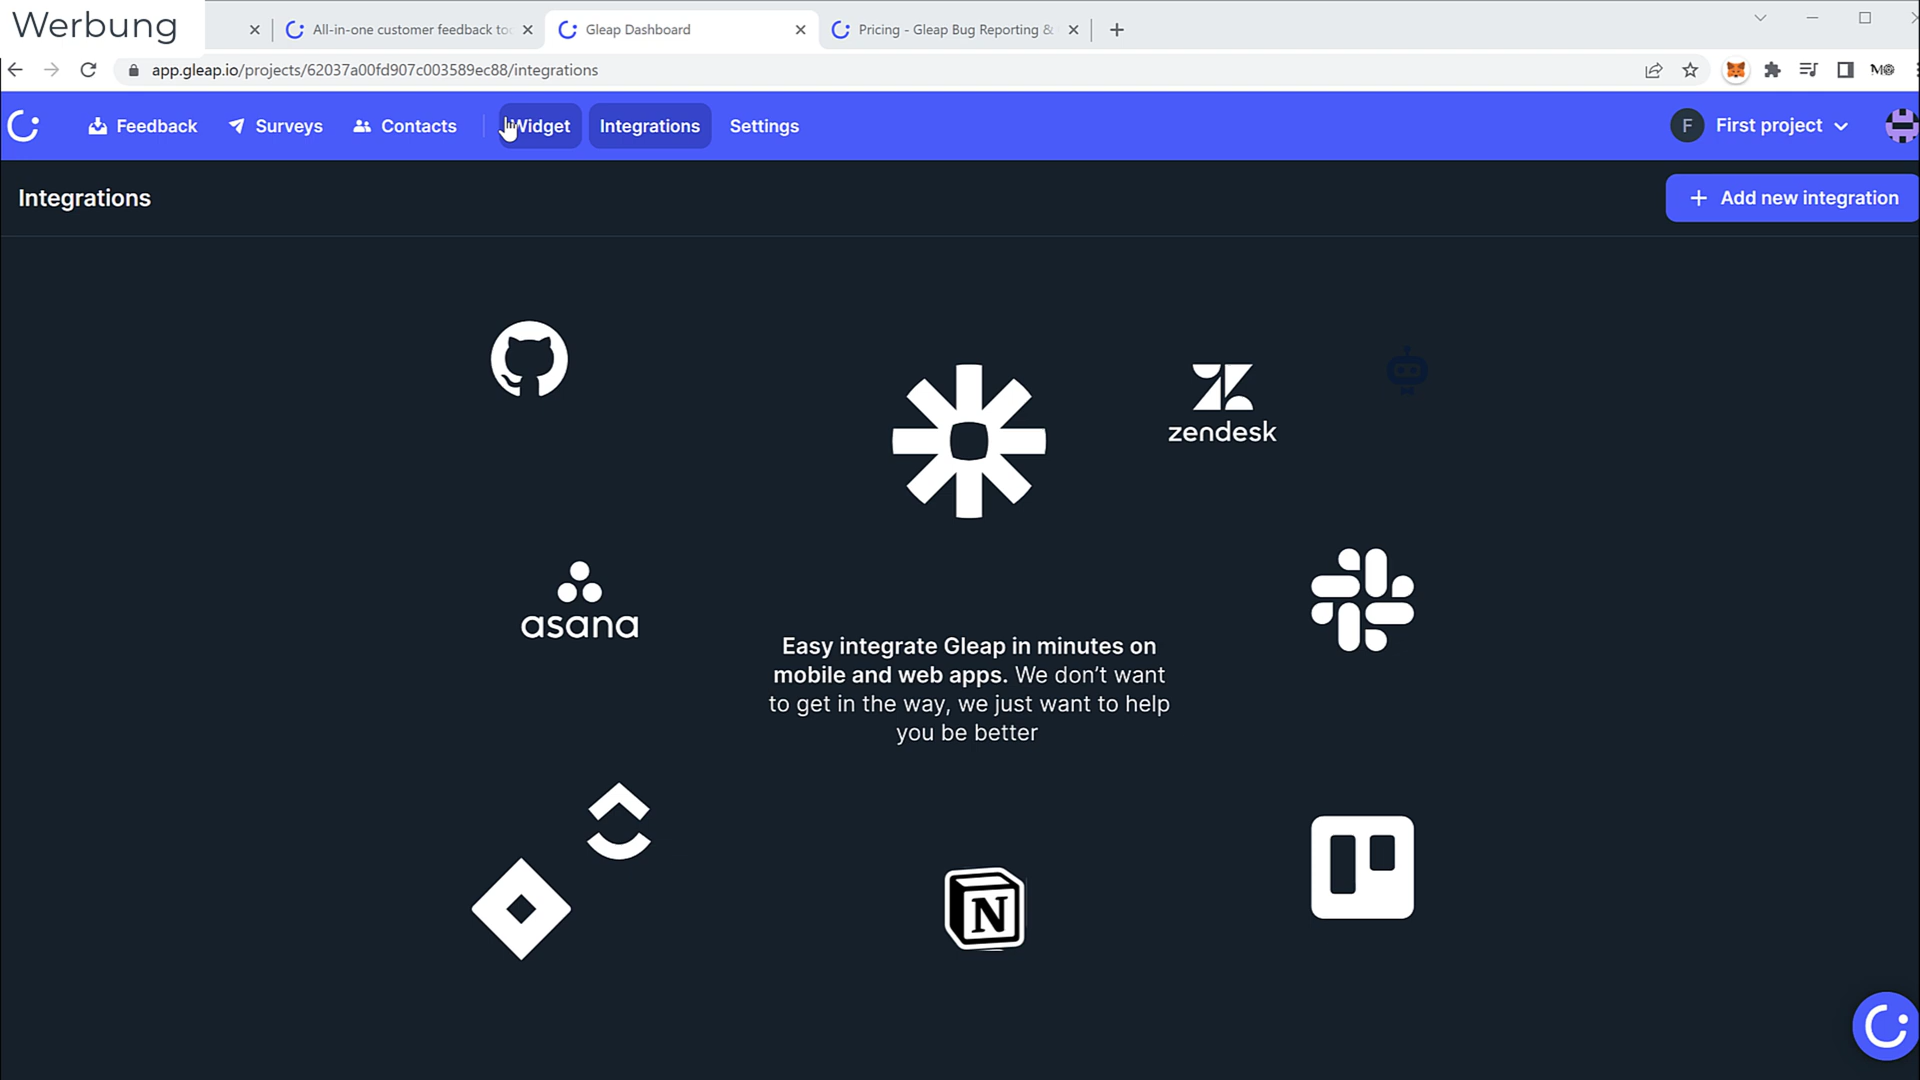 Werbung
All-in-one customer feedback to
Gleap Dashboard
Pricing - Gleap Bug Reporting &
app.gleap.io/projects/62037a00fd907c003589ec88/integrations
Feedback
Surveys
Contacts
Widget
Integrations
Settings
F
First project
Integrations
Add new integration
zendesk
asana
Easy integrate Gleap in minutes on
mobile and web apps. We don’t want
to get in the way, we just want to help
you be better
N